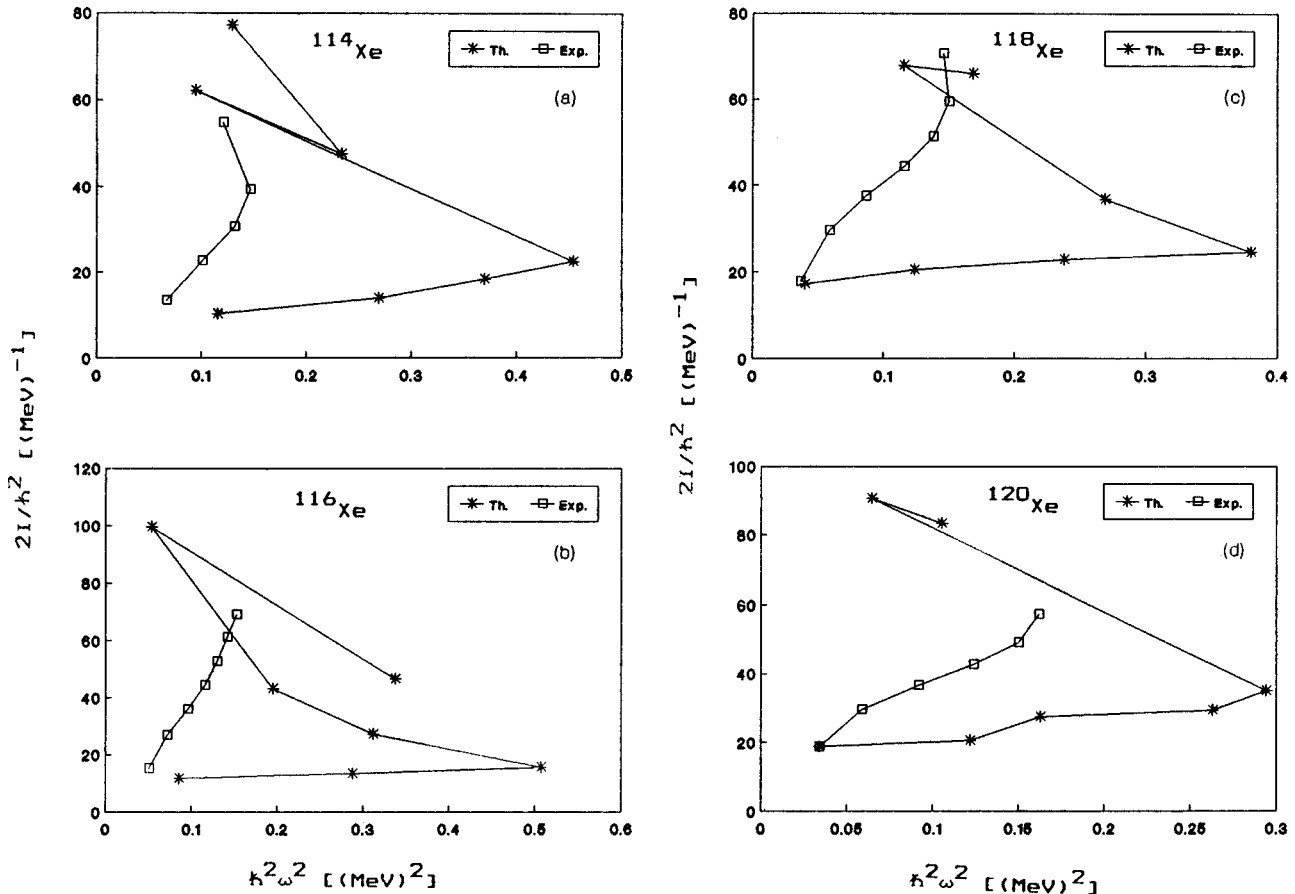 114Xe
Th. Exp.
(a)
80
60
40
20
0
0 0.1 0.2 0.3 0.4 0.5 0.6
118Xe
Th. Exp.
(c)
80
60
40
20
0
0 0.1 0.2 0.3 0.4
2I/ħ² [(MeV)⁻¹]
2I/ħ² [(MeV)⁻¹]
116Xe
Th. Exp.
(b)
120
100
80
60
40
20
0
0 0.1 0.2 0.3 0.4 0.5 0.6
ħ²ω² [(MeV)²]
120Xe
Th. Exp.
(d)
100
80
60
40
20
0
0 0.05 0.1 0.15 0.2 0.25 0.3
ħ²ω² [(MeV)²]